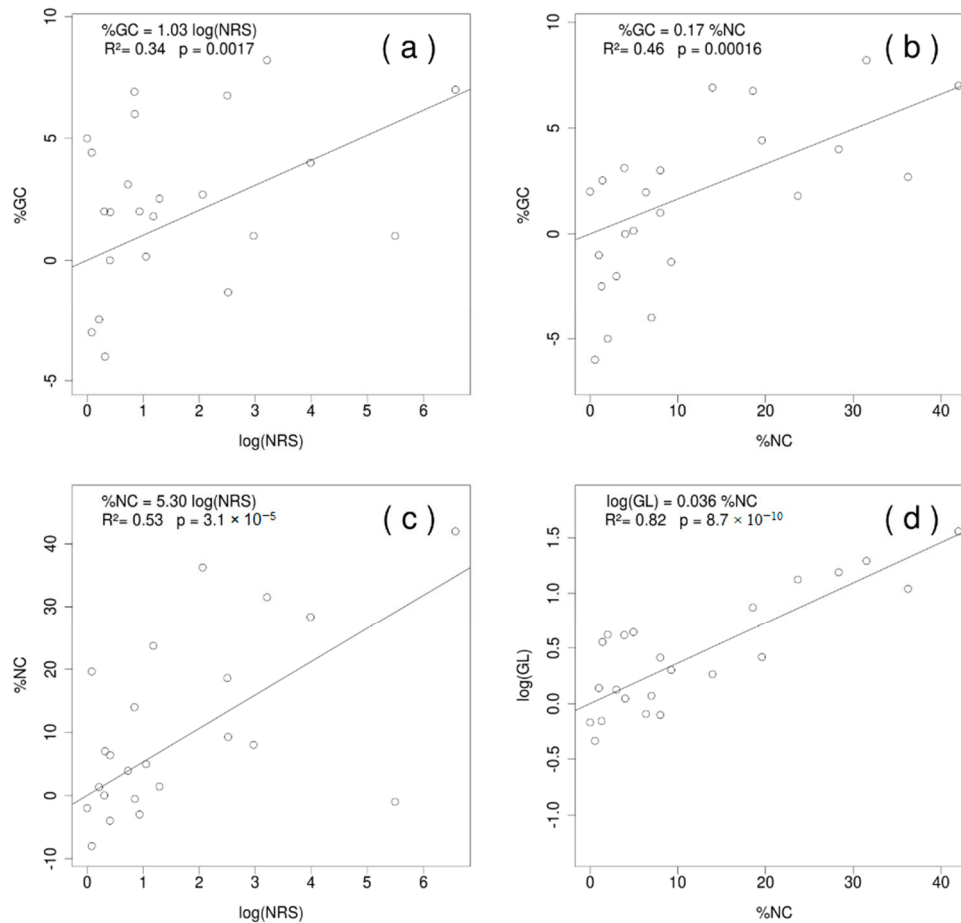 %GC = 1.03 log(NRS)
R²= 0.34 p = 0.0017
( a )
10
5
0
-5
%GC
0 1 2 3 4 5 6
log(NRS)
%GC = 0.17 %NC
R²= 0.46 p = 0.00016
( b )
10
5
0
-5
%GC
0 10 20 30 40
%NC
%NC = 5.30 log(NRS)
R²= 0.53 p = 3.1 × 10⁻⁵
( c )
40
30
20
10
0
-10
%NC
0 1 2 3 4 5 6
log(NRS)
log(GL) = 0.036 %NC
R²= 0.82 p = 8.7 × 10⁻¹⁰
( d )
1.5
1.0
0.5
0.0
-0.5
-1.0
log(GL)
0 10 20 30 40
%NC